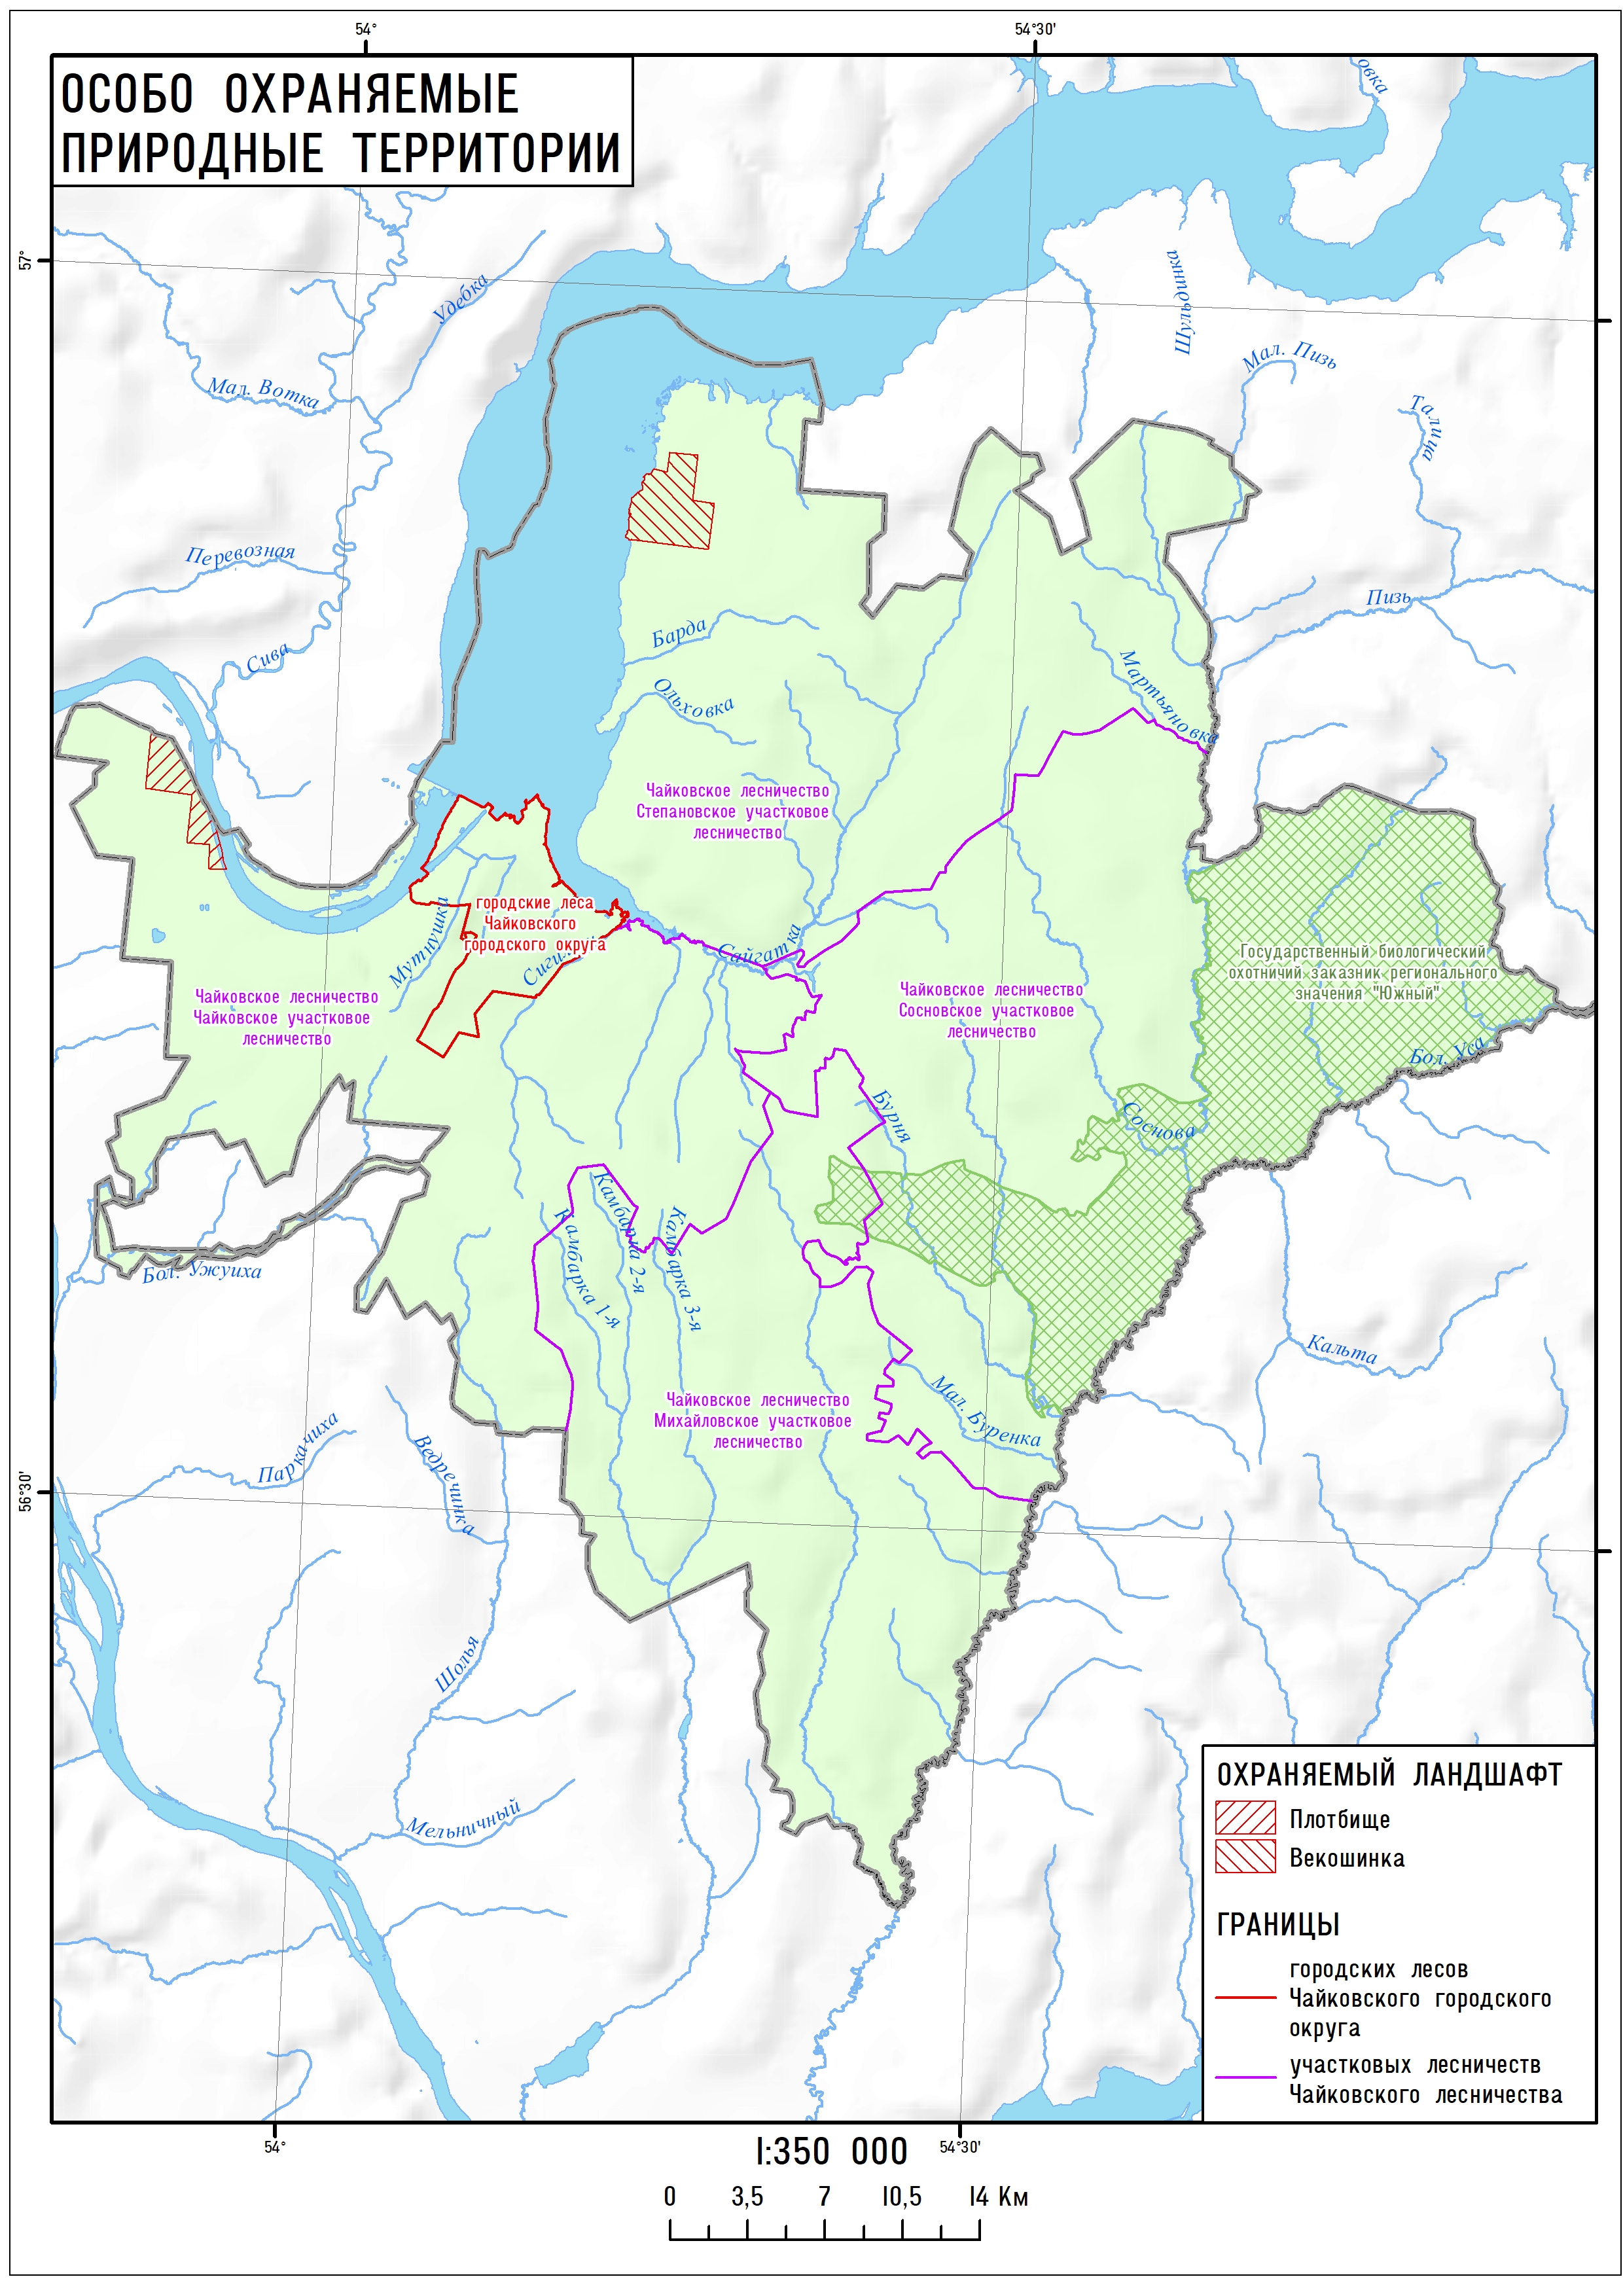 54°
54°30'
ОСОБО ОХРАНЯЕМЫЕ
ПРИРОДНЫЕ ТЕРРИТОРИИ
овка
57°
Удебка
Шульдинка
Мал. Пизь
Мал. Вотка
Талица
Перевозная
Пизь
Сива
Барда
Ольховка
Мартьяновка
Чайковское лесничество
Степановское участковое
лесничество
городские леса
Чайковского
городского округа
Мутнушка
Сайгатка
Чайковское лесничество
Чайковское участковое
лесничество
Чайковское лесничество
Сосновское участковое
лесничество
Государственный биологический
охотничий заказник регионального
значения "Южный"
Бол. Уса
Соснова
Бурня
Камбарка 1-я
Камбарка 2-я
Камбарка 3-я
Бол. Ужуиха
Кальта
Чайковское лесничество
Михайловское участковое
лесничество
Мал. Буренка
Паркачиха
Ведречинка
56°30'
Шолья
Мельничный
ОХРАНЯЕМЫЙ ЛАНДШАФТ
Плотбище
Векошинка
ГРАНИЦЫ
городских лесов
Чайковского городского
округа
участковых лесничеств
Чайковского лесничества
54°
54°30'
1:350 000
0 3,5 7 10,5 14 Км